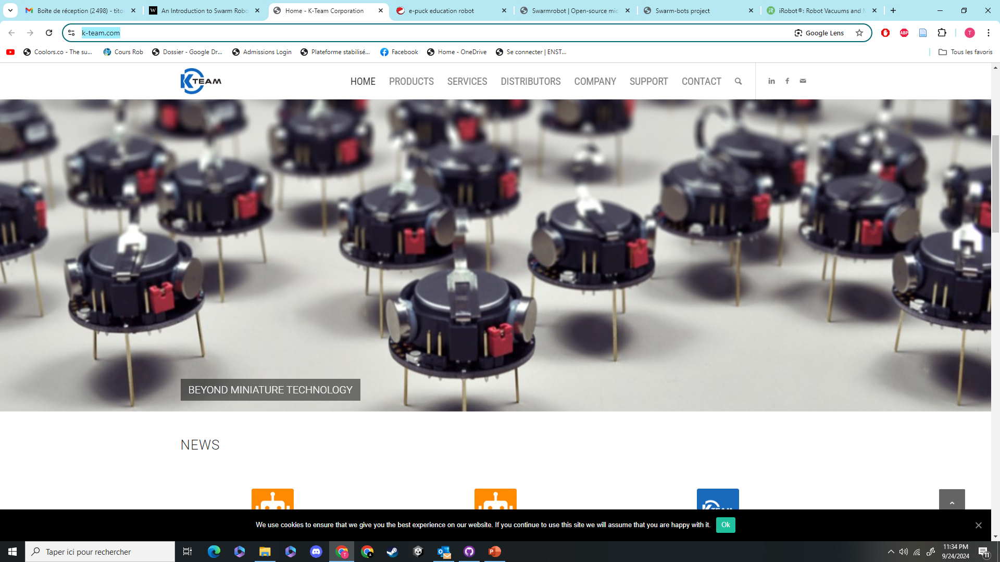 Boîte de réception (2 498) - tito
An Introduction to Swarm Robo
Home - K-Team Corporation
e-puck education robot
Swarmrobot | Open-source mic
Swarm-bots project
iRobot®: Robot Vacuums and M
k-team.com
Google Lens
ABP
T
Coolors.co - The su...
Cours Rob
Dossier - Google Dr...
Admissions Login
Plateforme stabilisé...
Facebook
Home - OneDrive
Se connecter | ENST...
Tous les favoris
K TEAM
HOME
PRODUCTS
SERVICES
DISTRIBUTORS
COMPANY
SUPPORT
CONTACT
BEYOND MINIATURE TECHNOLOGY
NEWS
We use cookies to ensure that we give you the best experience on our website. If you continue to use this site we will assume that you are happy with it.
Ok
Taper ici pour rechercher
11:34 PM
9/24/2024
11